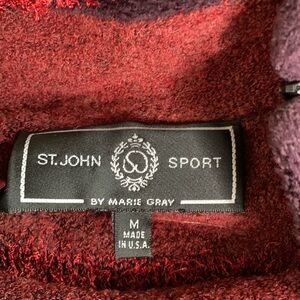 ST. JOHN SPORT
BY MARIE GRAY
M
MADE
IN U.S.A.